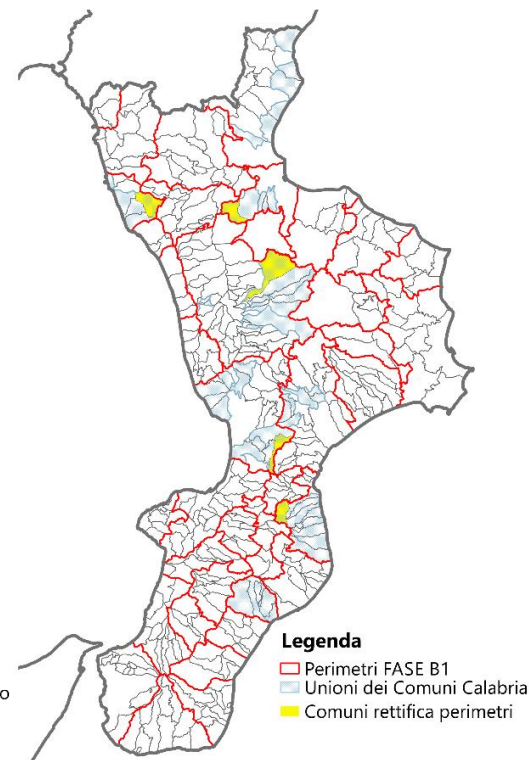 Legenda
Perimetri FASE B1
Unioni dei Comuni Calabria
Comuni rettifica perimetri
o